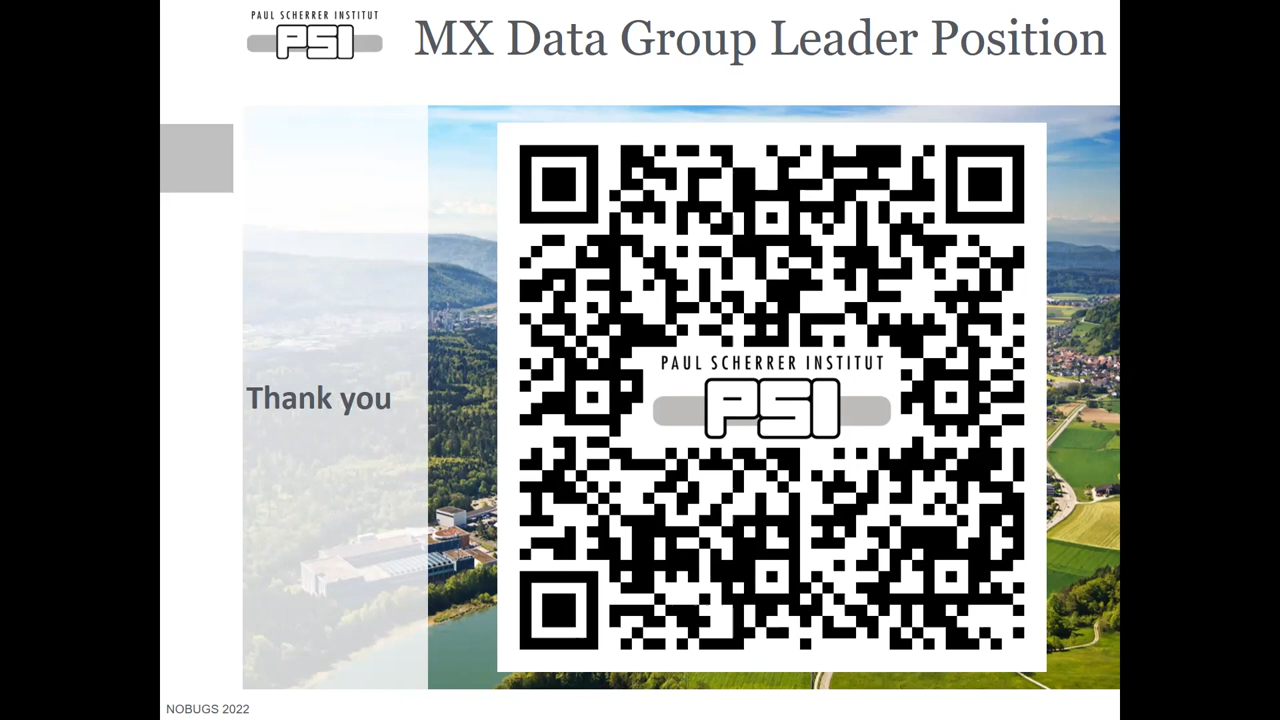 PAUL SCHERRER INSTITUT
PSI
MX Data Group Leader Position
PAUL SCHERRER INSTITUT
PSI
Thank you
NOBUGS 2022